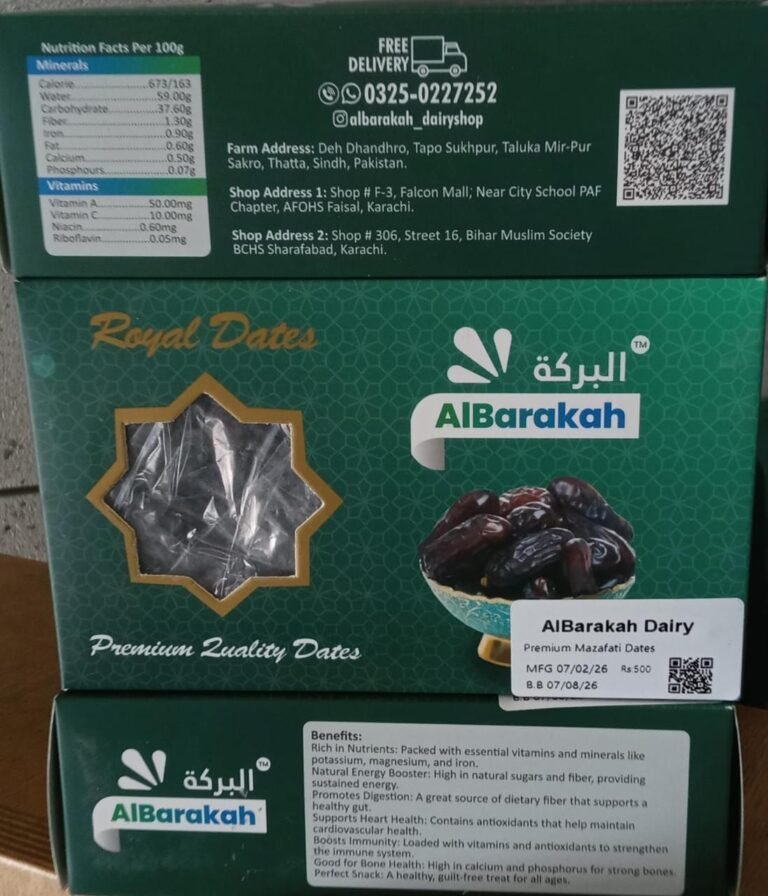 Nutrition Facts Per 100g
Minerals
Calorie..................673/163
Water.......................59.00g
Carbohydrate..........37.60g
Fiber..........................1.30g
Iron...........................0.90g
Fat.............................0.60g
Calcium....................0.50g
Phosphours..............0.07g
Vitamins
Vitamin A...............50.00mg
Vitamin C...............10.00mg
Niacin.................0.60mg
Riboflavin..............0.05mg
FREE
DELIVERY
0325-0227252
albarakah_dairyshop
Farm Address: Deh Dhandhro, Tapo Sukhpur, Taluka Mir-Pur
Sakro, Thatta, Sindh, Pakistan.
Shop Address 1: Shop # F-3, Falcon Mall; Near City School PAF
Chapter, AFOHS Faisal, Karachi.
Shop Address 2: Shop # 306, Street 16, Bihar Muslim Society
BCHS Sharafabad, Karachi.
Royal Dates
البركة TM
AlBarakah
Premium Quality Dates
AlBarakah Dairy
Premium Mazafati Dates
MFG 07/02/26 Rs:500
B.B 07/08/26
البركة TM
AlBarakah
Benefits:
Rich in Nutrients: Packed with essential vitamins and minerals like
potassium, magnesium, and iron.
Natural Energy Booster: High in natural sugars and fiber, providing
sustained energy.
Promotes Digestion: A great source of dietary fiber that supports a
healthy gut.
Supports Heart Health: Contains antioxidants that help maintain
cardiovascular health.
Boosts Immunity: Loaded with vitamins and antioxidants to strengthen
the immune system.
Good for Bone Health: High in calcium and phosphorus for strong bones.
Perfect Snack: A healthy, guilt-free treat for all ages.